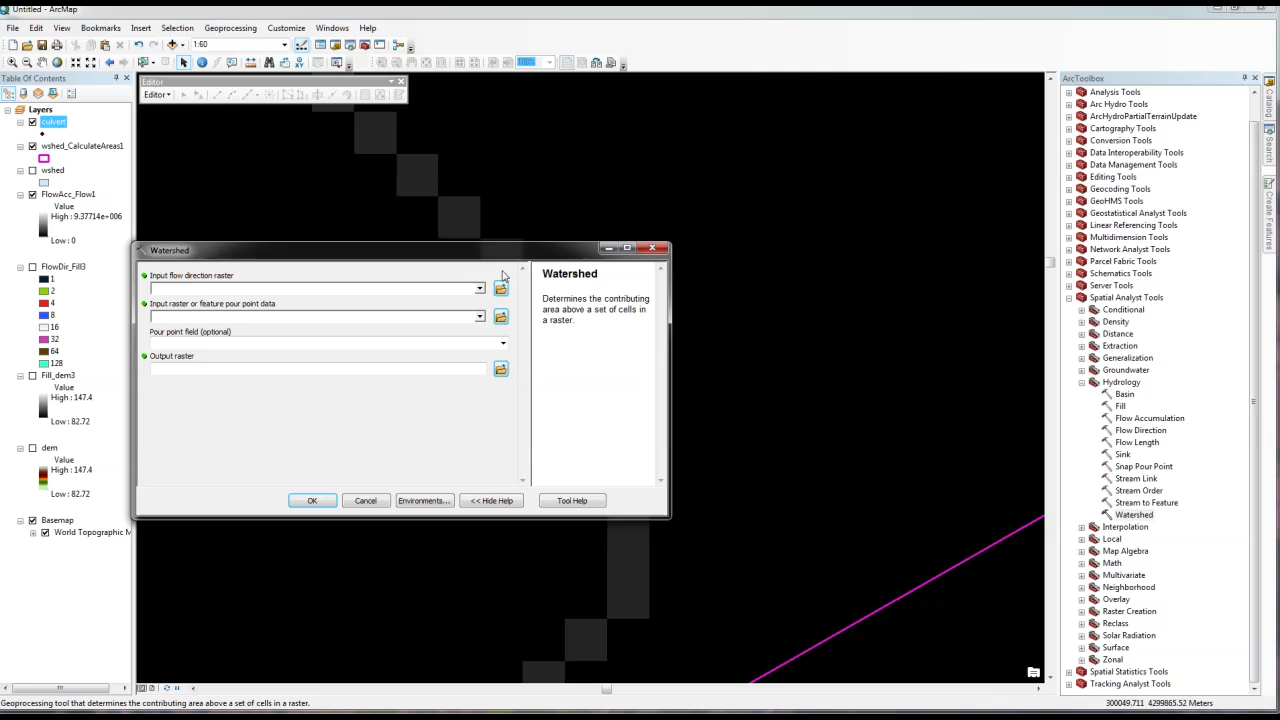 Untitled - ArcMap
File Edit View Bookmarks Insert Selection Geoprocessing Customize Windows Help
1:60
100%
Table Of Contents
Layers
culvert
wshed_CalculateAreas1
wshed
FlowAcc_Flow1
Value
High : 9.37714e+006
Low : 0
FlowDir_Fill3
1
2
4
8
16
32
64
128
Fill_dem3
Value
High : 147.4
Low : 82.72
dem
Value
High : 147.4
Low : 82.72
Basemap
World Topographic M
Editor
Editor
Watershed
Input flow direction raster
Input raster or feature pour point data
Pour point field (optional)
Output raster
OK Cancel Environments... << Hide Help Tool Help
Watershed
Determines the contributing
area above a set of cells in
a raster.
ArcToolbox
Analysis Tools
Arc Hydro Tools
ArcHydroPartialTerrainUpdate
Cartography Tools
Conversion Tools
Data Interoperability Tools
Data Management Tools
Editing Tools
Geocoding Tools
GeoHMS Tools
Geostatistical Analyst Tools
Linear Referencing Tools
Multidimension Tools
Network Analyst Tools
Parcel Fabric Tools
Schematics Tools
Server Tools
Spatial Analyst Tools
Conditional
Density
Distance
Extraction
Generalization
Groundwater
Hydrology
Basin
Fill
Flow Accumulation
Flow Direction
Flow Length
Sink
Snap Pour Point
Stream Link
Stream Order
Stream to Feature
Watershed
Interpolation
Local
Map Algebra
Math
Multivariate
Neighborhood
Overlay
Raster Creation
Reclass
Solar Radiation
Surface
Zonal
Spatial Statistics Tools
Tracking Analyst Tools
Catalog
Search
Create Features
Geoprocessing tool that determines the contributing area above a set of cells in a raster.
300049.711 4299865.52 Meters